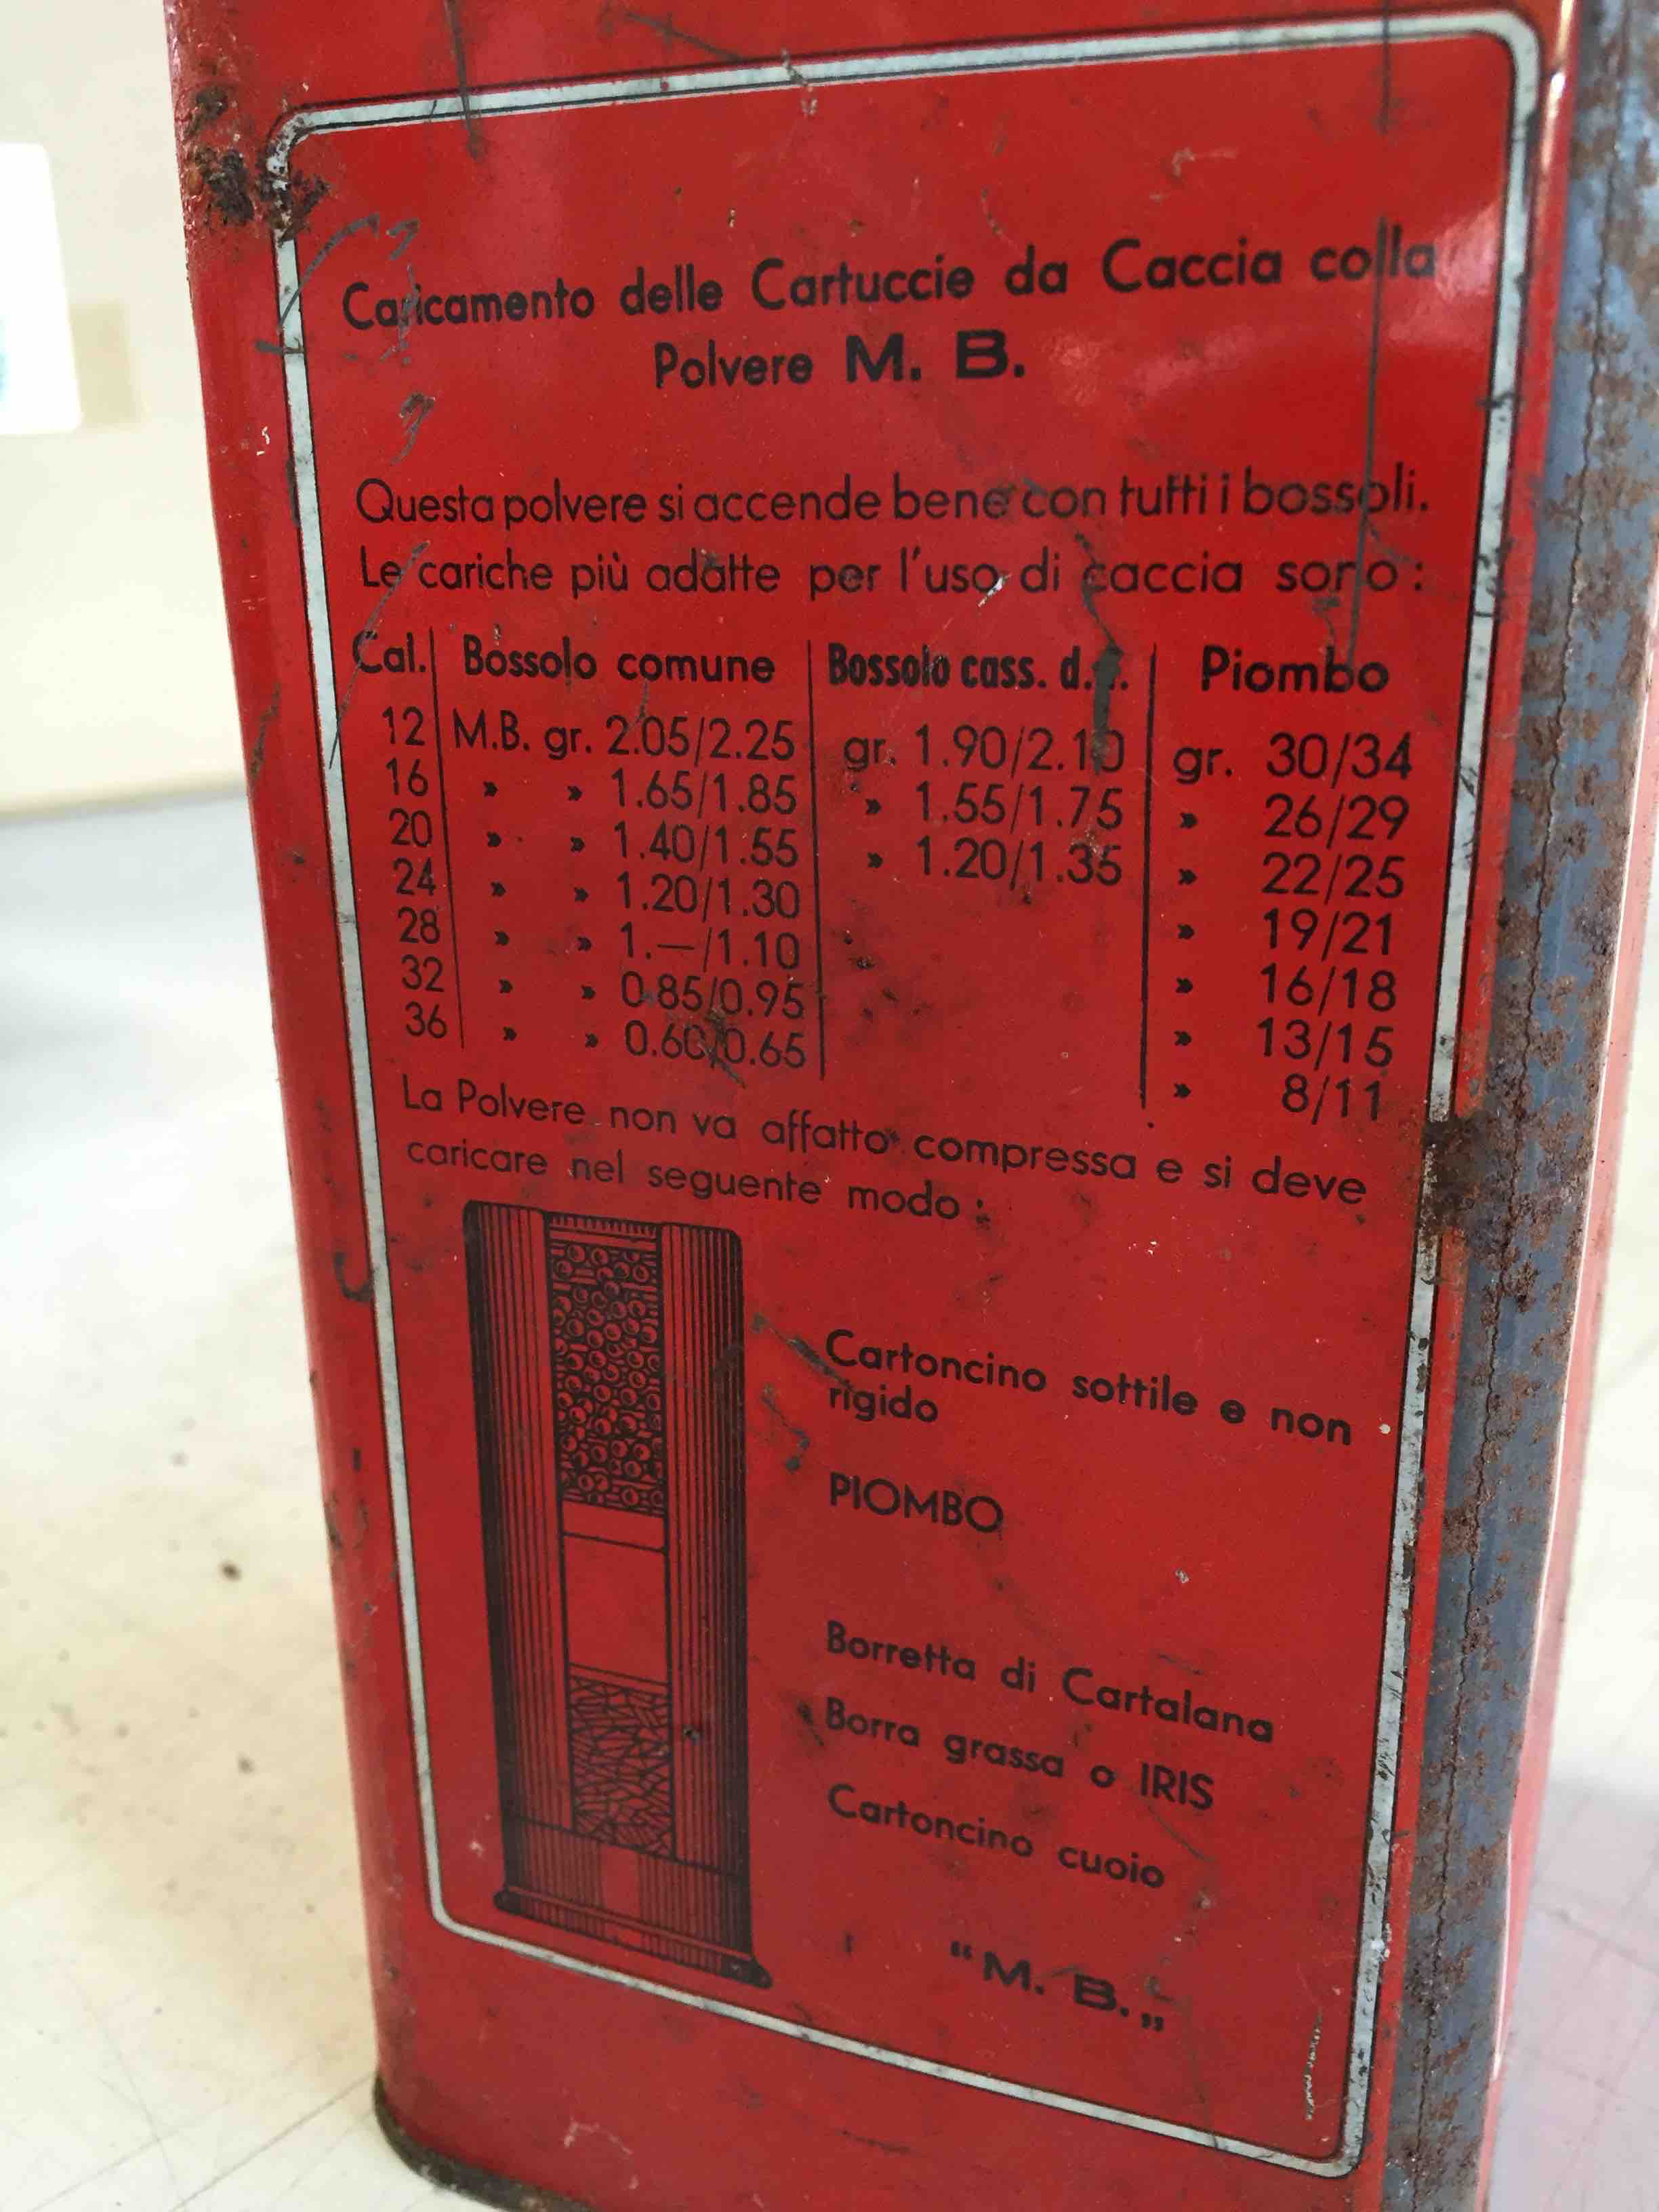 Caricamento delle Cartuccie da Caccia colla
Polvere M. B.
Questa polvere si accende bene con tutti i bossoli.
Le cariche più adatte per l'uso di caccia sono :
Cal. Bossolo comune Bossolo cass. Piombo
12 M.B. gr. 2.05/2.25 gr. 1.90/2.10 gr. 30/34
16 » » 1.65/1.85 » 1.55/1.75 » 26/29
20 » » 1.40/1.55 » 1.20/1.35 » 22/25
24 » » 1.20/1.30 » 19/21
28 » » 1.—/1.10 » 16/18
32 » » 0.85/0.95 » 13/15
36 » » 0.60/0.65 » 8/11
La Polvere non va affatto compressa e si deve
caricare nel seguente modo :
Cartoncino sottile e non
rigido
PIOMBO
Borretta di Cartalana
Borra grassa o IRIS
Cartoncino cuoio
“M. B.„